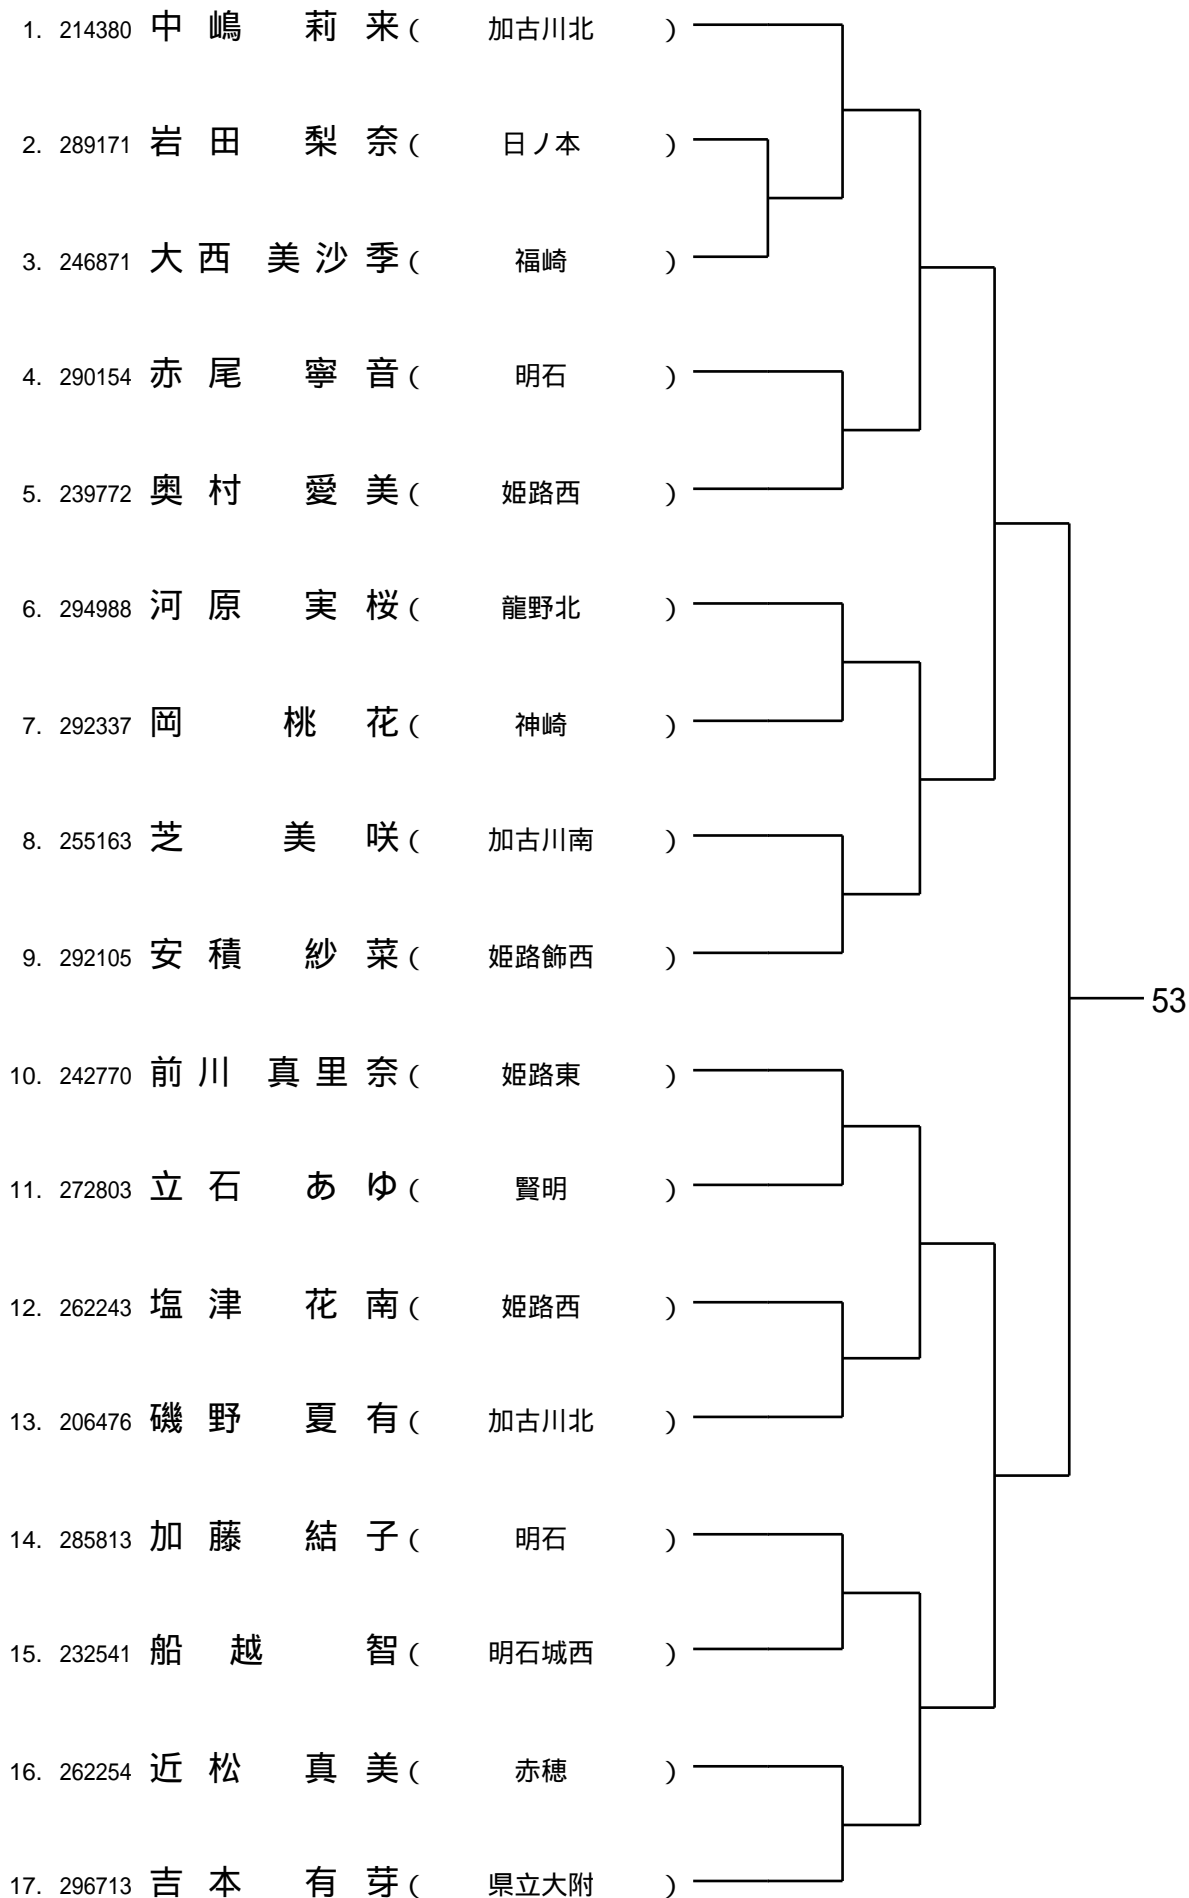 1. 214380 中嶋 莉来 ( 加古川北 )
2. 289171 岩田 梨奈 ( 日ノ本 )
3. 246871 大西 美沙季 ( 福崎 )
4. 290154 赤尾 寧音 ( 明石 )
5. 239772 奥村 愛美 ( 姫路西 )
6. 294988 河原 実桜 ( 龍野北 )
7. 292337 岡 桃花 ( 神崎 )
8. 255163 芝 美咲 ( 加古川南 )
9. 292105 安積 紗菜 ( 姫路飾西 )
53
10. 242770 前川 真里奈 ( 姫路東 )
11. 272803 立石 あゆ ( 賢明 )
12. 262243 塩津 花南 ( 姫路西 )
13. 206476 磯野 夏有 ( 加古川北 )
14. 285813 加藤 結子 ( 明石 )
15. 232541 船越 智 ( 明石城西 )
16. 262254 近松 真美 ( 赤穂 )
17. 296713 吉本 有芽 ( 県立大附 )